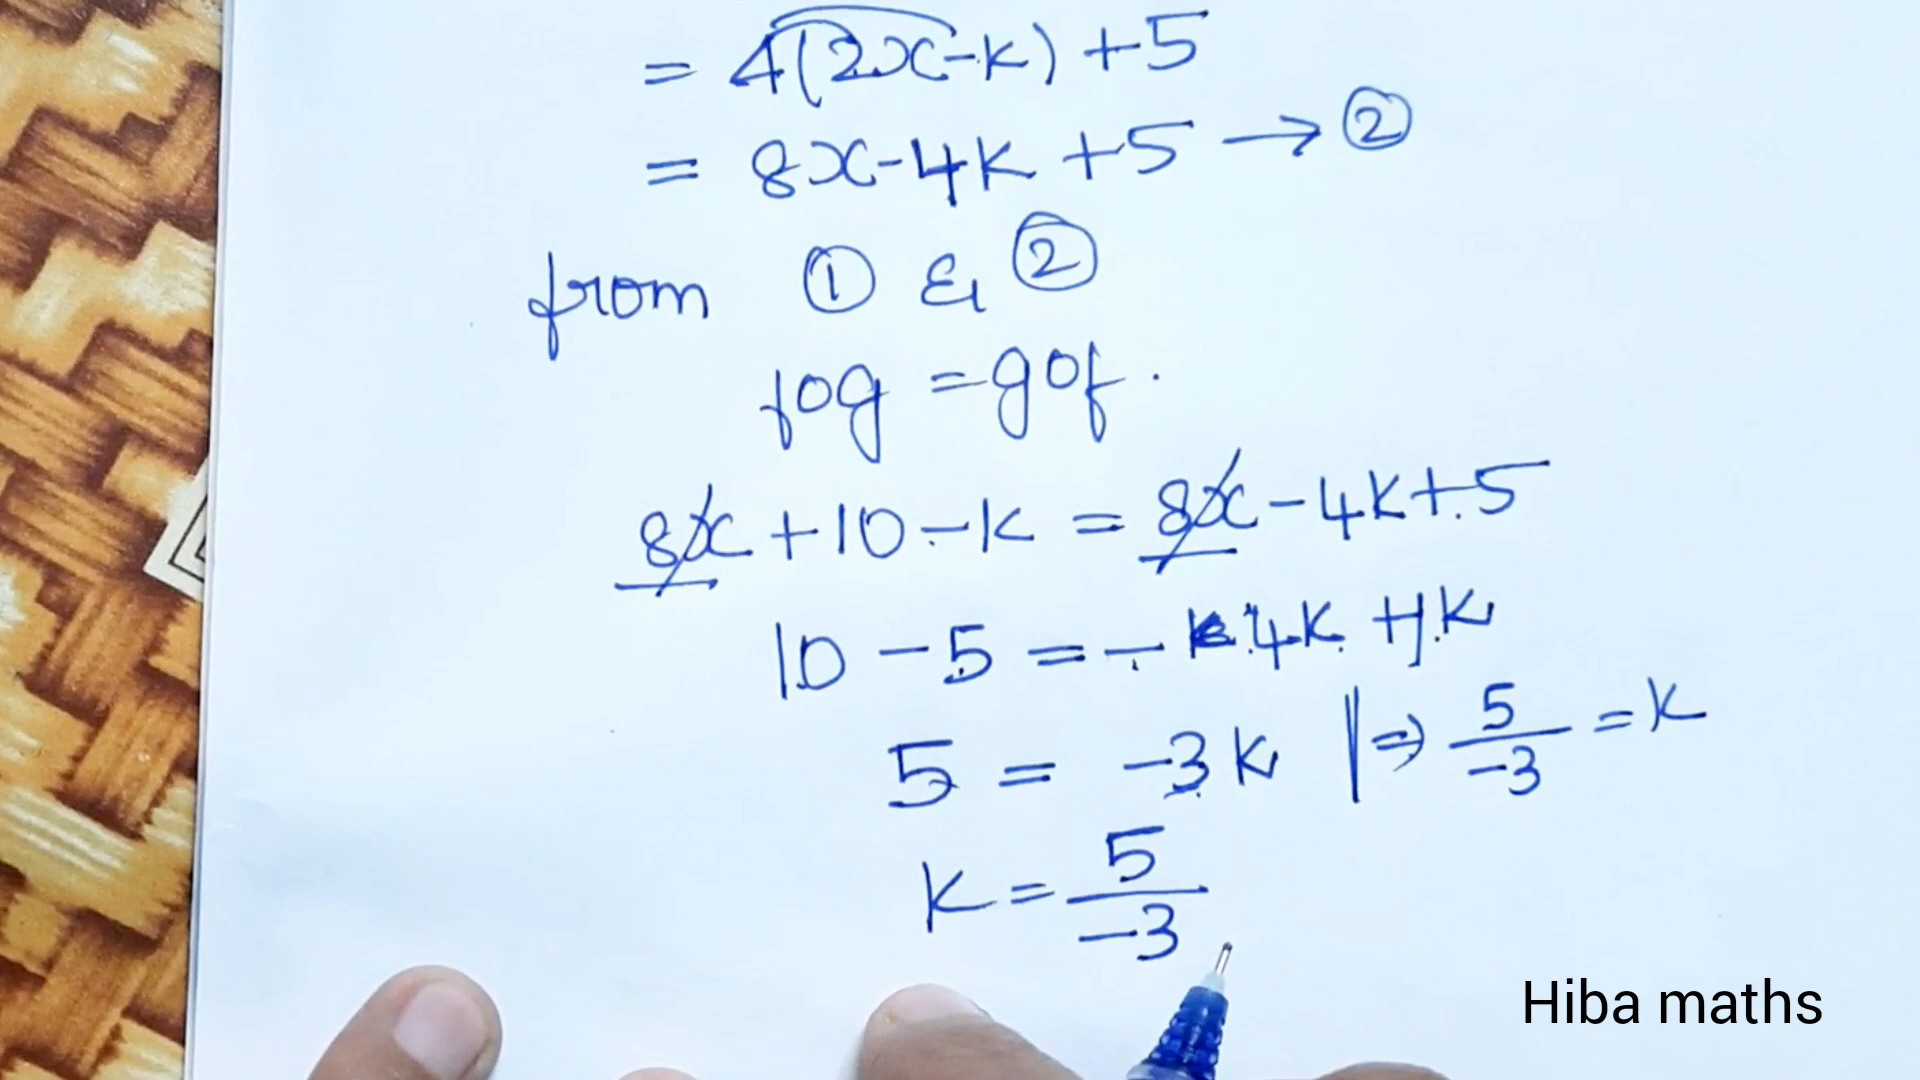 = 4(2x-k) +5
= 8x-4k +5 → ②
from ① & ②
fog = gof.
8x +10-k = 8x -4k+5
10 - 5 = - 4k + k
5 = -3k | ⇒ 5/-3 = k
k = 5/-3
Hiba maths